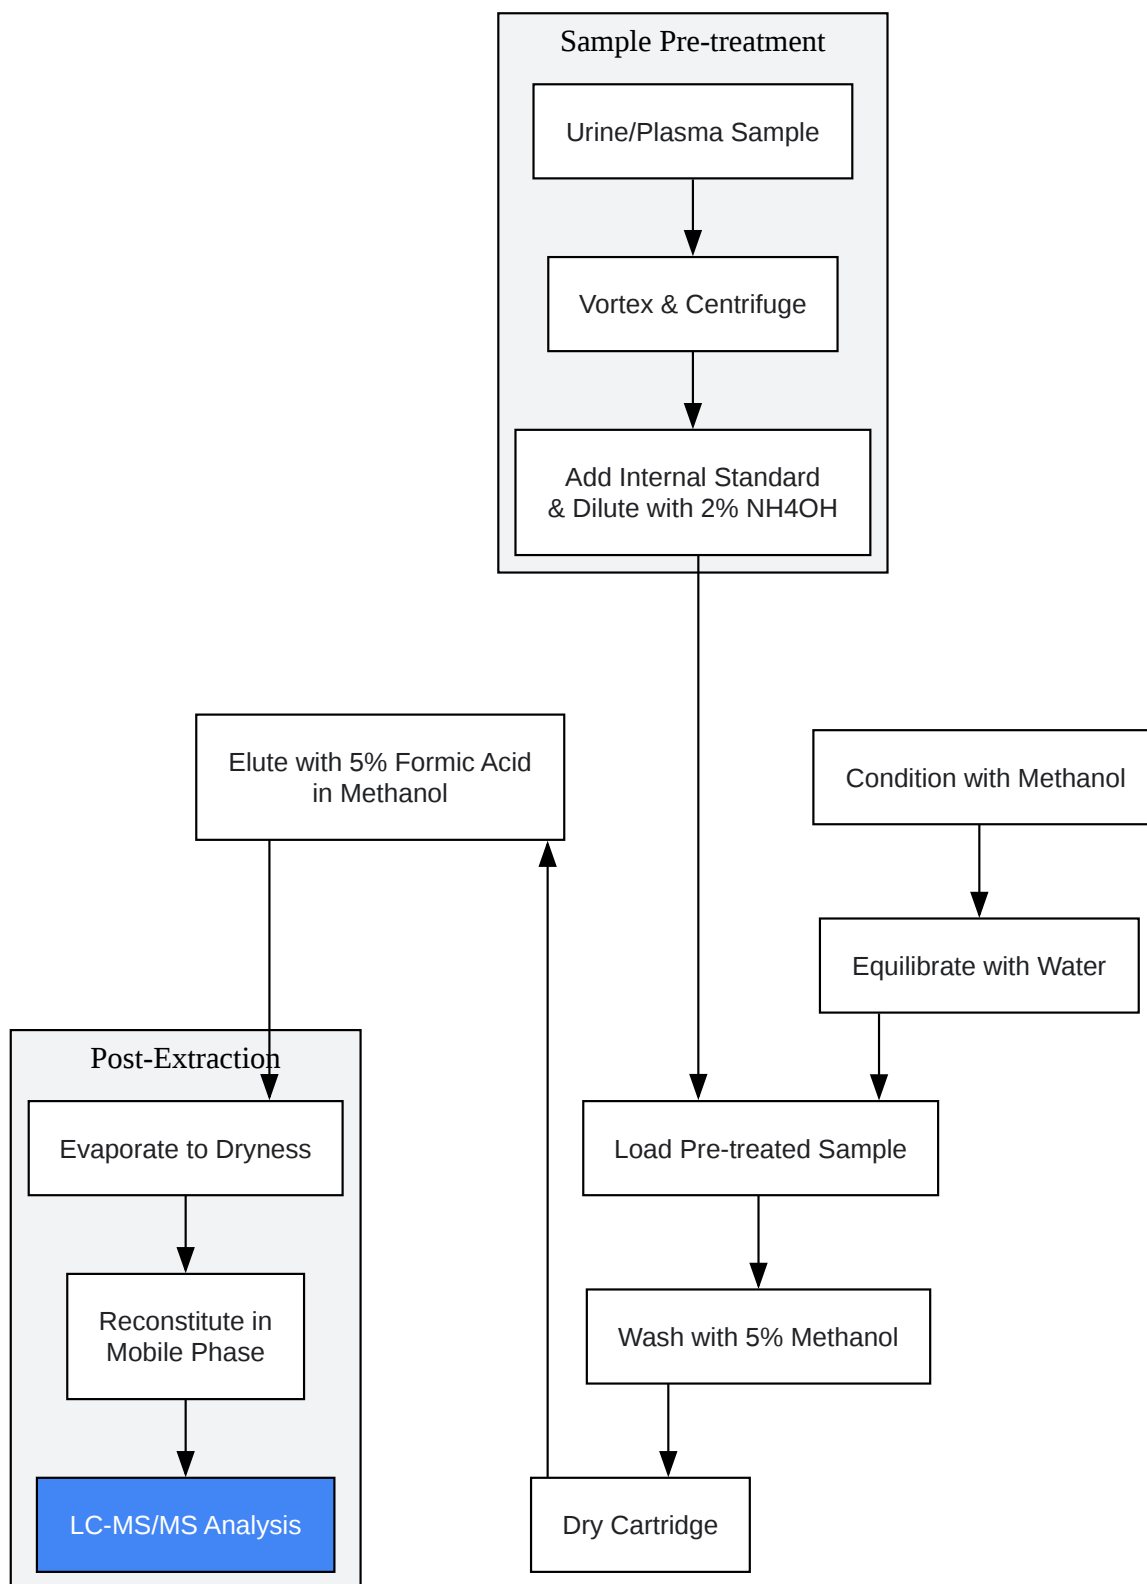 Sample Pre-treatment
Urine/Plasma Sample
Vortex & Centrifuge
Add Internal Standard
& Dilute with 2% NH4OH
Elute with 5% Formic Acid
in Methanol
Condition with Methanol
Equilibrate with Water
Post-Extraction
Evaporate to Dryness
Load Pre-treated Sample
Reconstitute in
Mobile Phase
Wash with 5% Methanol
LC-MS/MS Analysis
Dry Cartridge